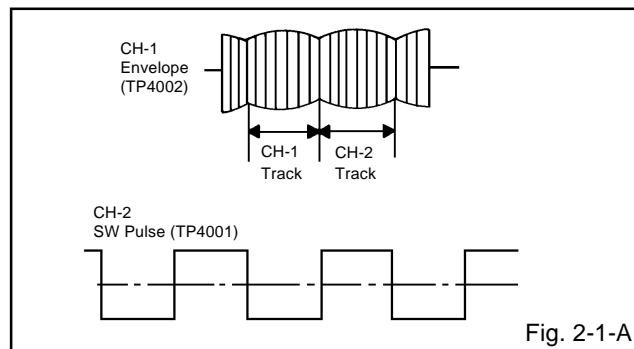 CH-1
Envelope
(TP4002)
CH-1
Track
CH-2
Track
CH-2
SW Pulse (TP4001)
Fig. 2-1-A